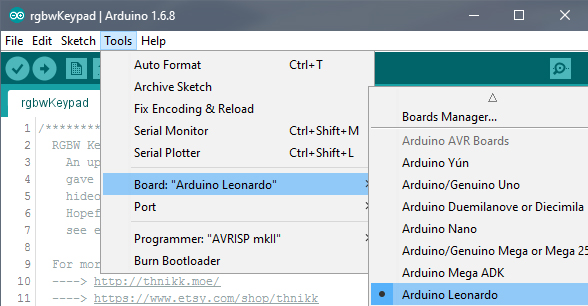 rgbwKeypad | Arduino 1.6.8
File Edit Sketch Tools Help
rgbwKeypad
Auto Format Ctrl+T
Archive Sketch
Fix Encoding & Reload
Serial Monitor Ctrl+Shift+M
Serial Plotter Ctrl+Shift+L
Board: "Arduino Leonardo"
Port
Programmer: "AVRISP mkII"
Burn Bootloader
Boards Manager...
Arduino AVR Boards
Arduino Yún
Arduino/Genuino Uno
Arduino Duemilanove or Diecimila
Arduino Nano
Arduino/Genuino Mega or Mega 25
Arduino Mega ADK
Arduino Leonardo
1 /********
2 RGBW Ke
3 An up
4 gave
5 hideo
6 Hopef
7 see e
8
9 For mor
10 ----> http://thnikk.moe/
11 ----> https://www.etsy.com/shop/thnikk